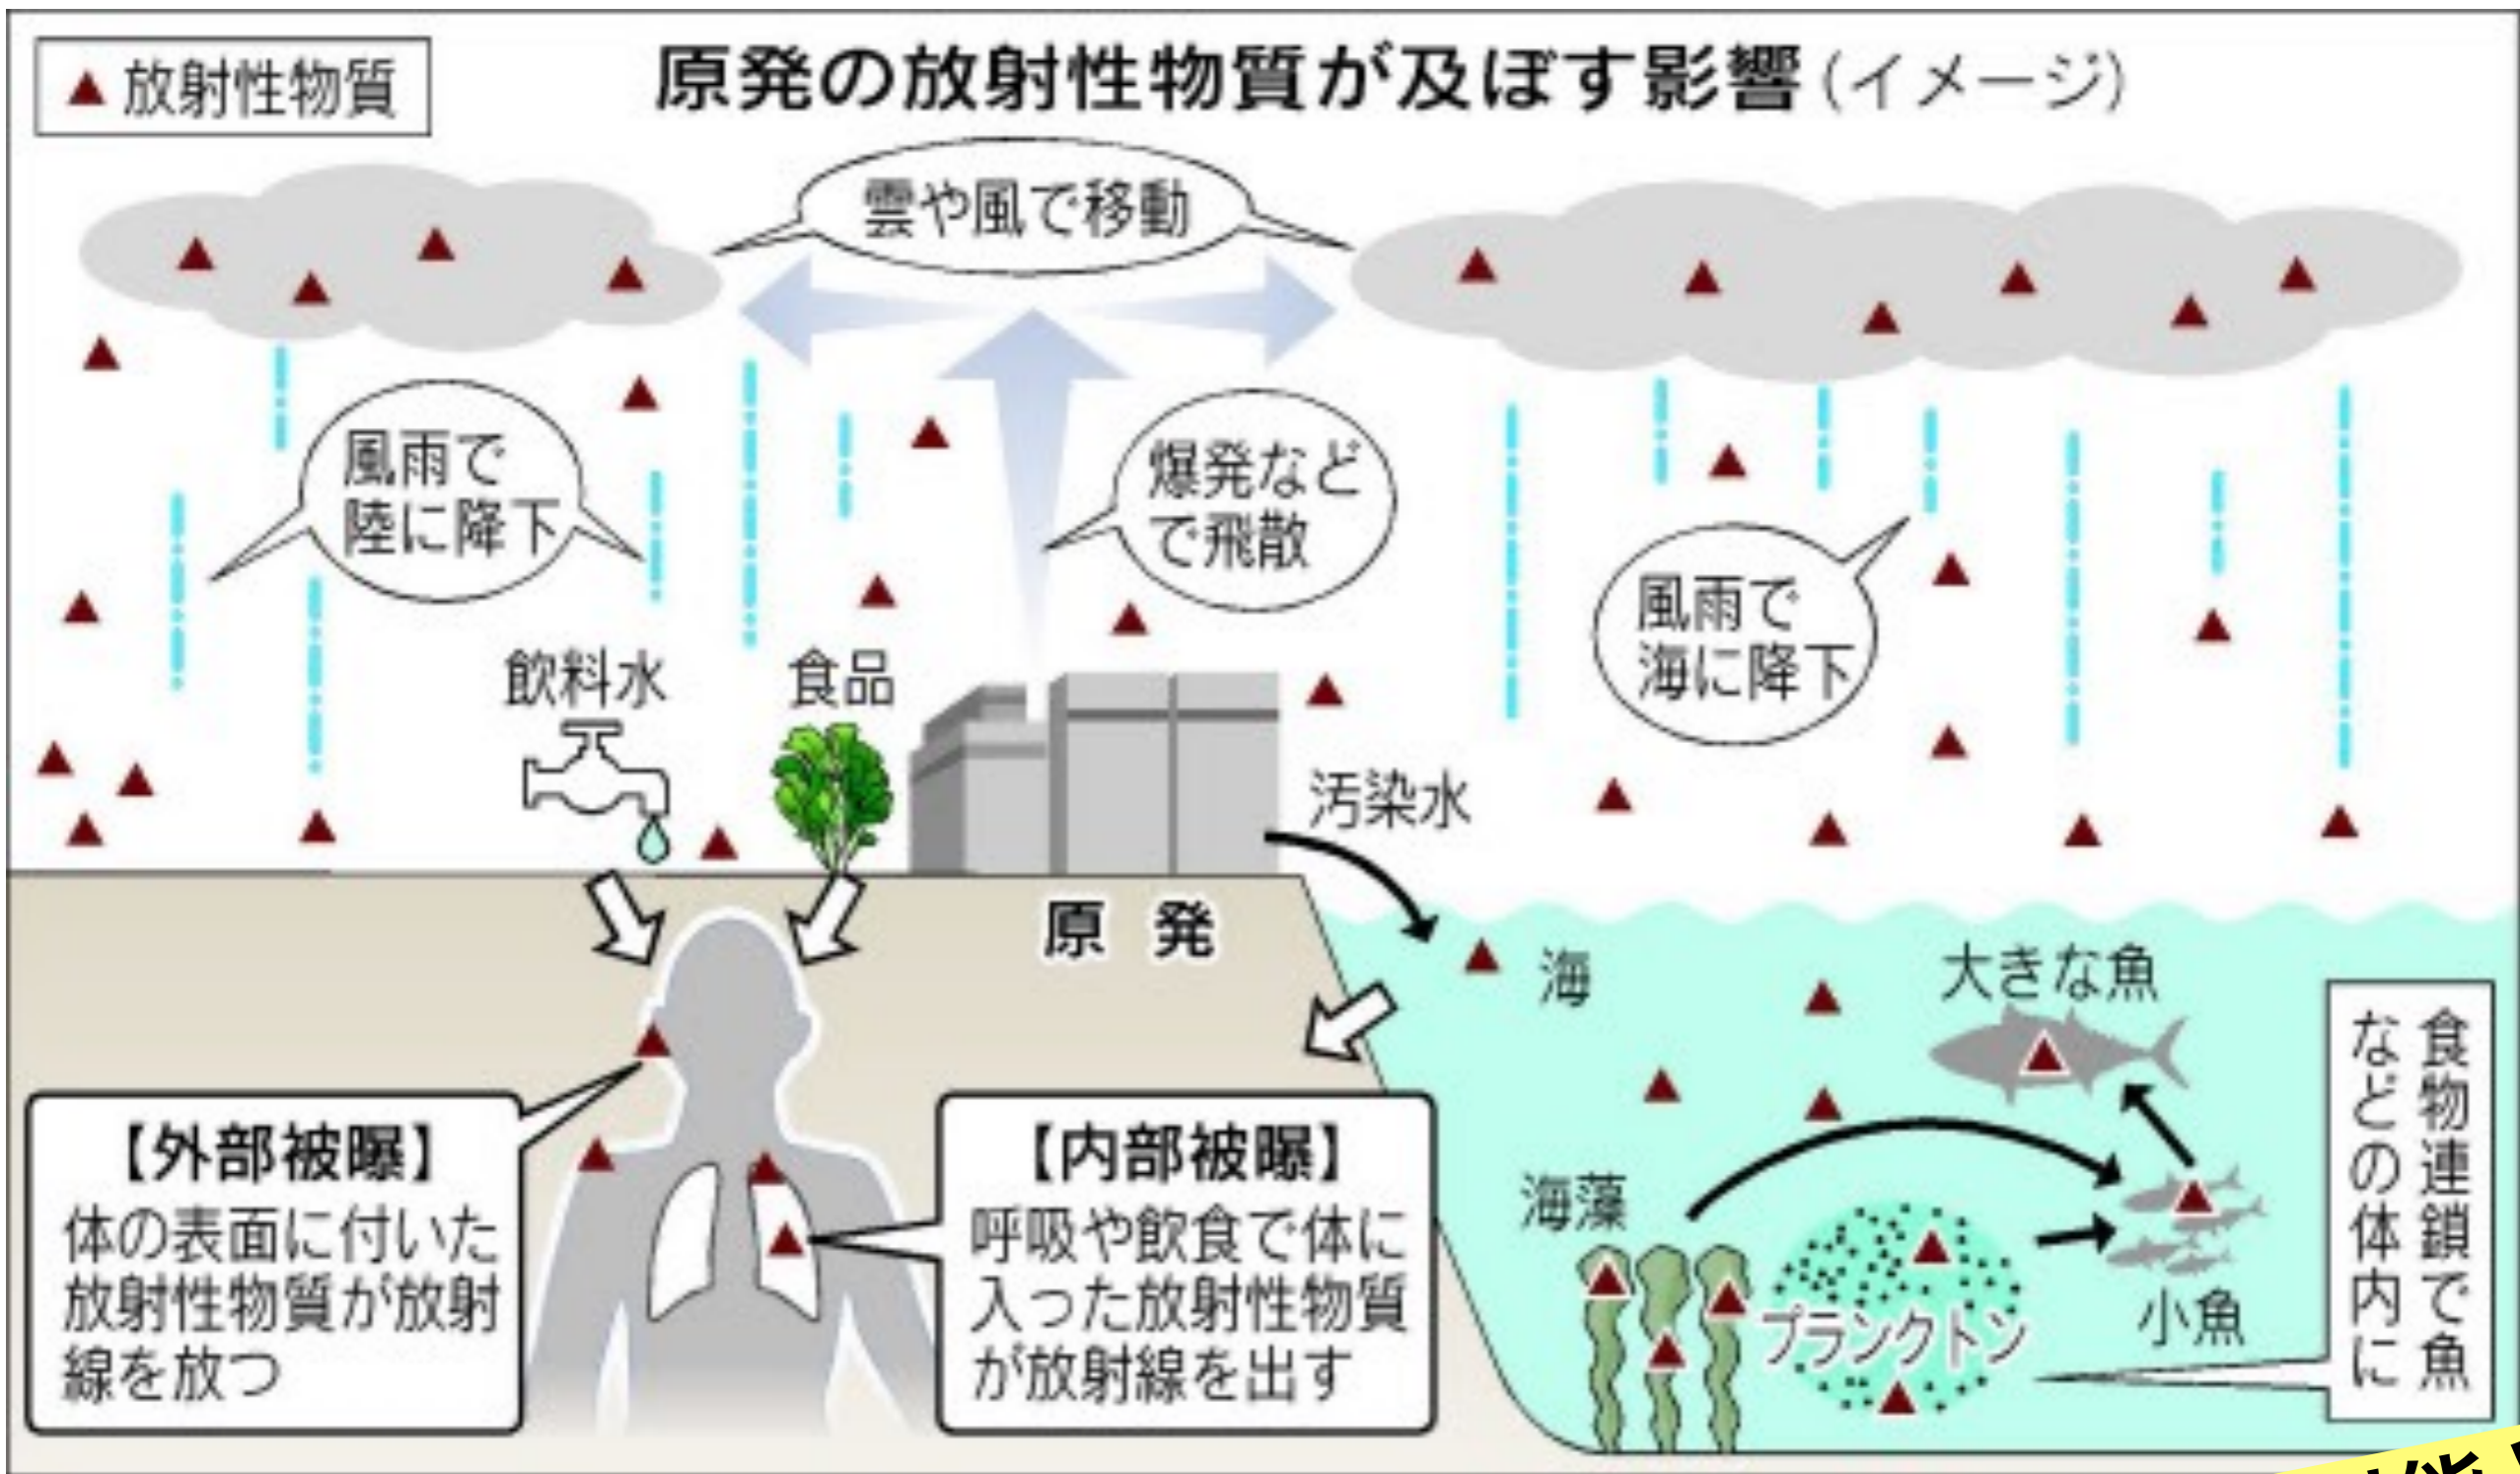 放射性物質
原発の放射性物質が及ぼす影響(イメージ)
雲や風で移動
風雨で
陸に降下
爆発など
で飛散
風雨で
海に降下
飲料水
食品
汚染水
原発
海
大きな魚
食物連鎖で魚
などの体内に
【外部被曝】
体の表面に付いた
放射性物質が放射
線を放つ
【内部被曝】
呼吸や飲食で体に
入った放射性物質
が放射線を出す
海藻
プランクトン
小魚